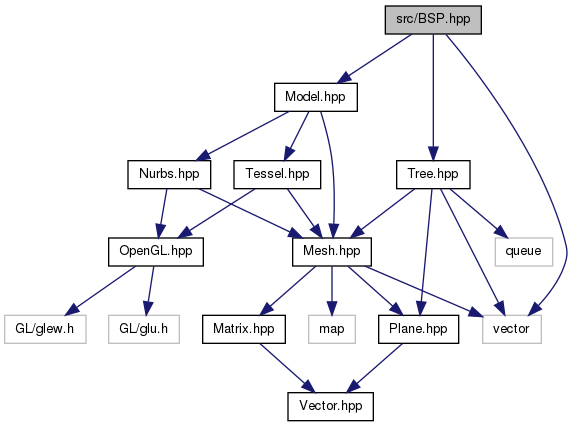 src/BSP.hpp
Model.hpp
Nurbs.hpp
Tessel.hpp
Tree.hpp
OpenGL.hpp
Mesh.hpp
queue
GL/glew.h
GL/glu.h
Matrix.hpp
map
Plane.hpp
vector
Vector.hpp